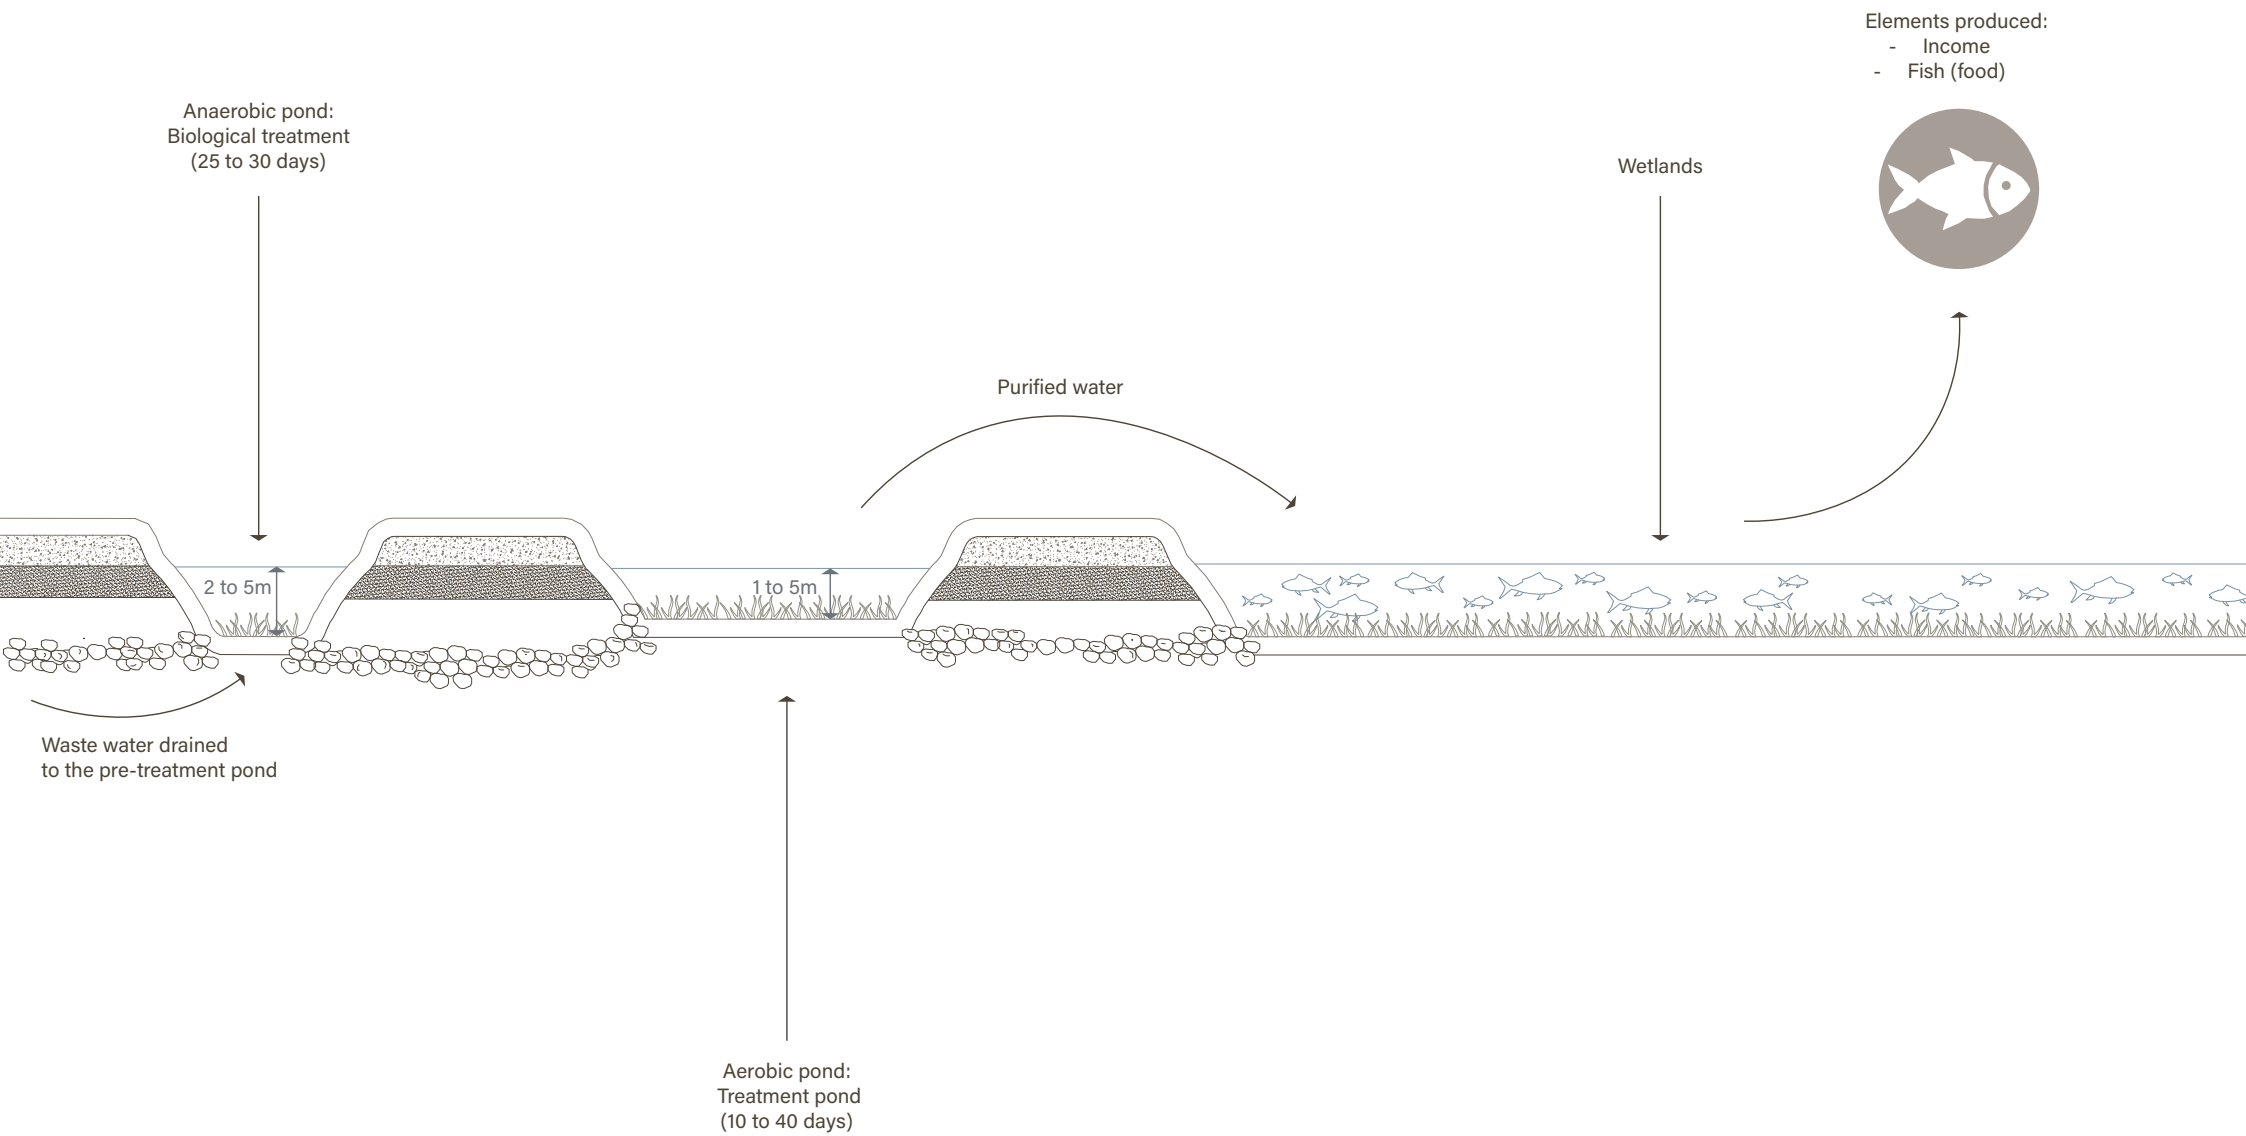 Elements produced:
- Income
- Fish (food)
Anaerobic pond:
Biological treatment
(25 to 30 days)
Wetlands
Purified water
2 to 5m
1 to 5m
Waste water drained
to the pre-treatment pond
Aerobic pond:
Treatment pond
(10 to 40 days)